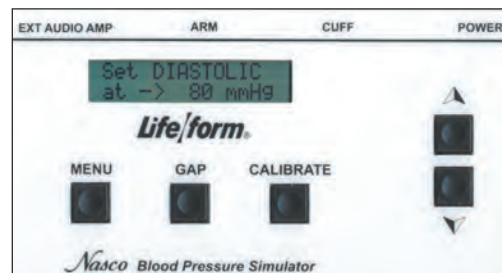 EXT AUDIO AMP ARM CUFF POWER
Set DIASTOLIC
at -> 80 mmHg
Life/form®
MENU GAP CALIBRATE
Nasco Blood Pressure Simulator